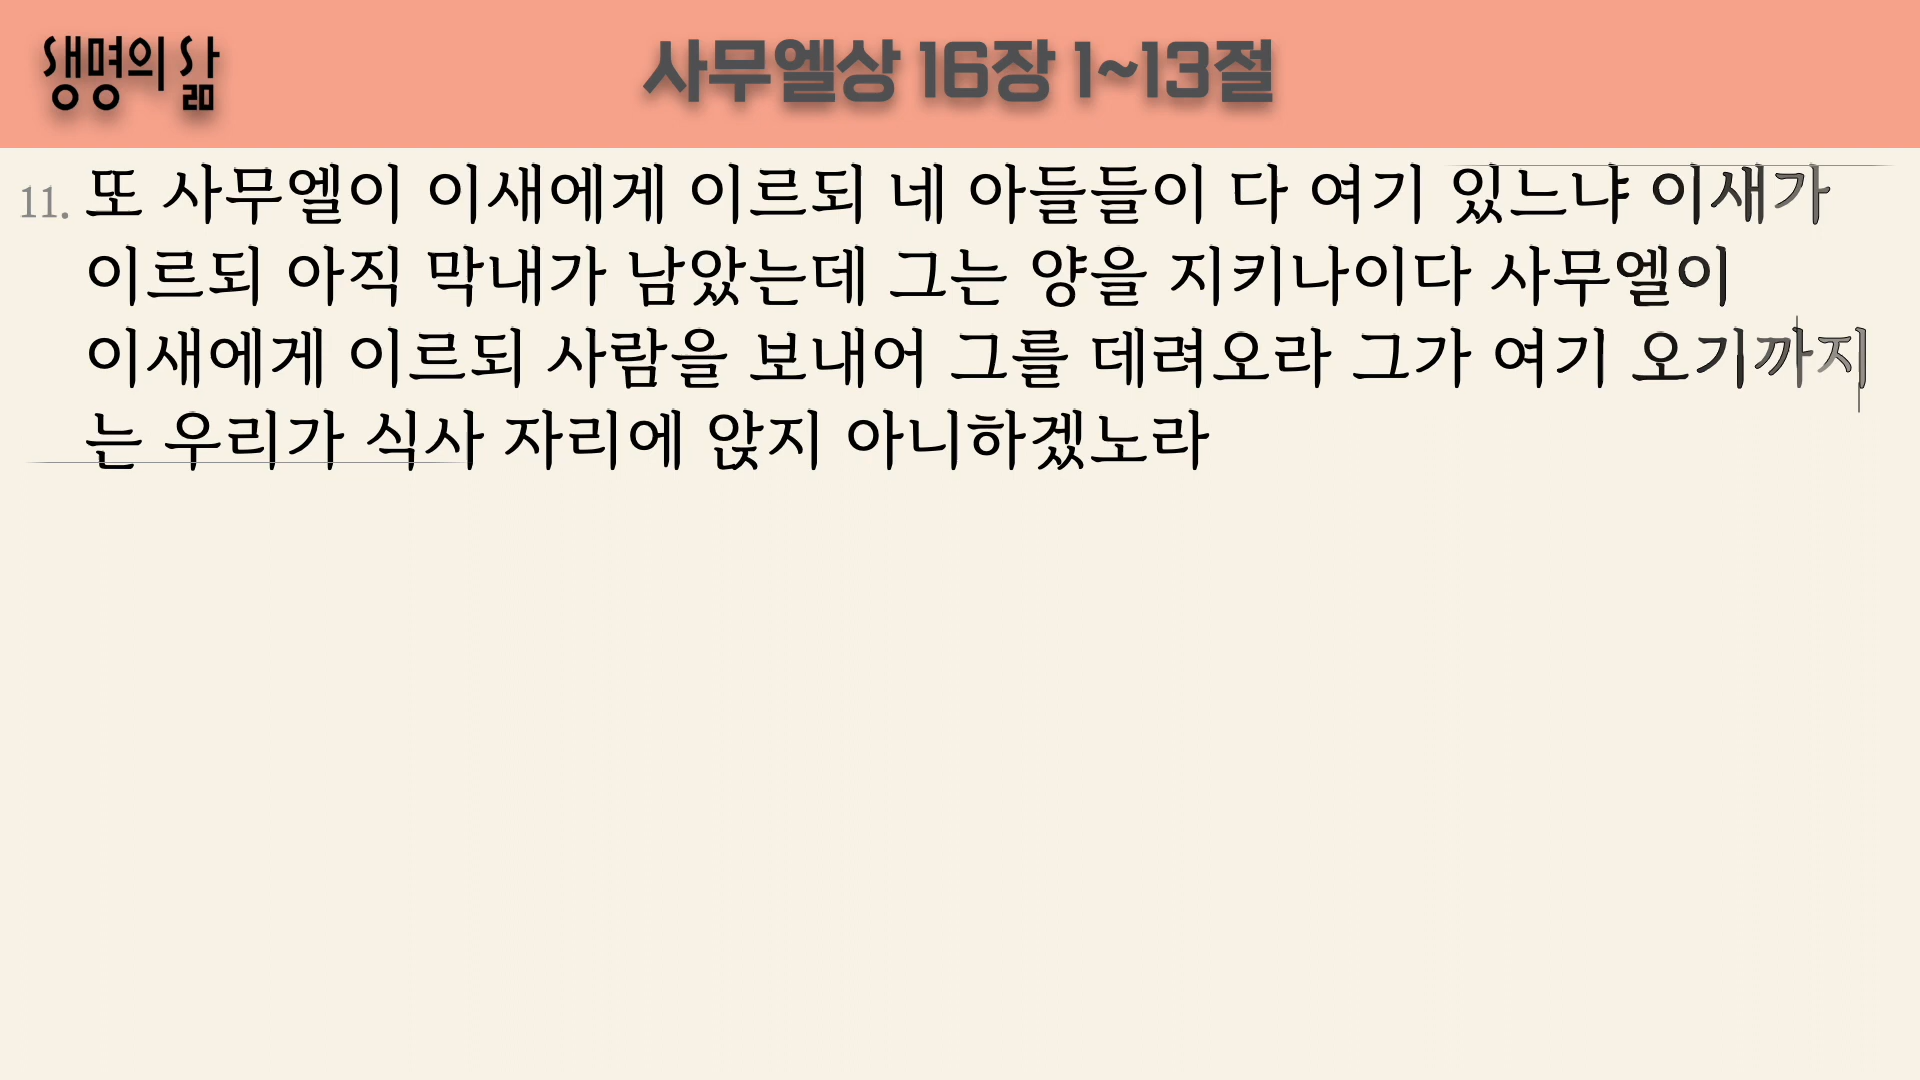 생명의 삶
사무엘상 16장 1~13절
11. 또 사무엘이 이새에게 이르되 네 아들들이 다 여기 있느냐 이새가
이르되 아직 막내가 남았는데 그는 양을 지키나이다 사무엘이
이새에게 이르되 사람을 보내어 그를 데려오라 그가 여기 오기까지
는 우리가 식사 자리에 앉지 아니하겠노라